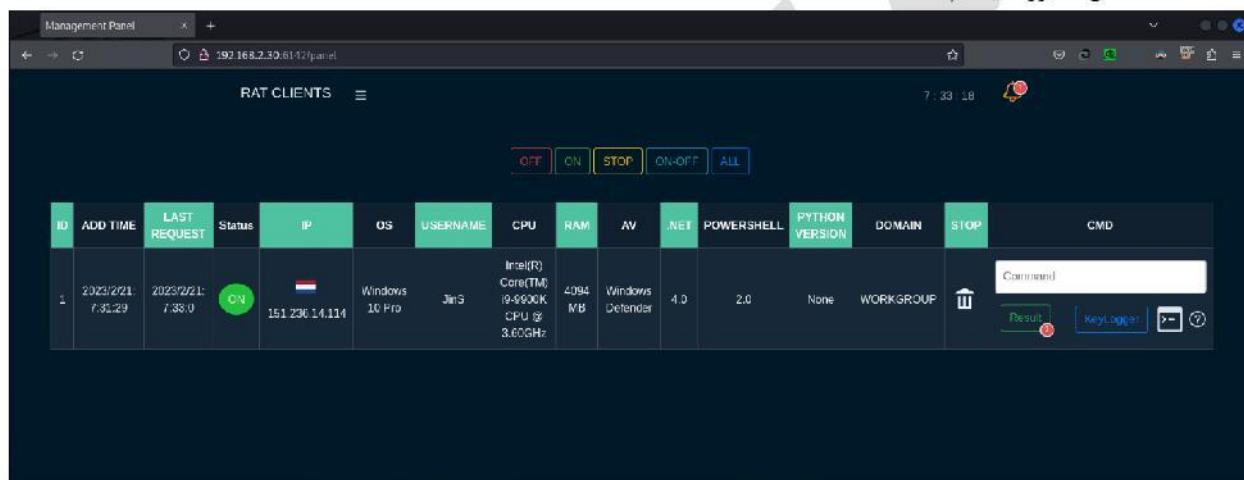 Management Panel
192.168.2.30:6142/panel
RAT CLIENTS
7 : 33 : 18
OFF ON STOP ON-OFF ALL
ID ADD TIME LAST REQUEST Status IP OS USERNAME CPU RAM AV .NET POWERSHELL PYTHON VERSION DOMAIN STOP CMD
Intel(R)
Core(TM)
i9-9900K
CPU @
3.60GHz
1 2023/2/21: 7:31:29 2023/2/21: 7:33:0 ON 151.236.14.114 Windows 10 Pro JinS 4094 MB Windows Defender 4.0 2.0 None WORKGROUP
Command
Result KeyLogger